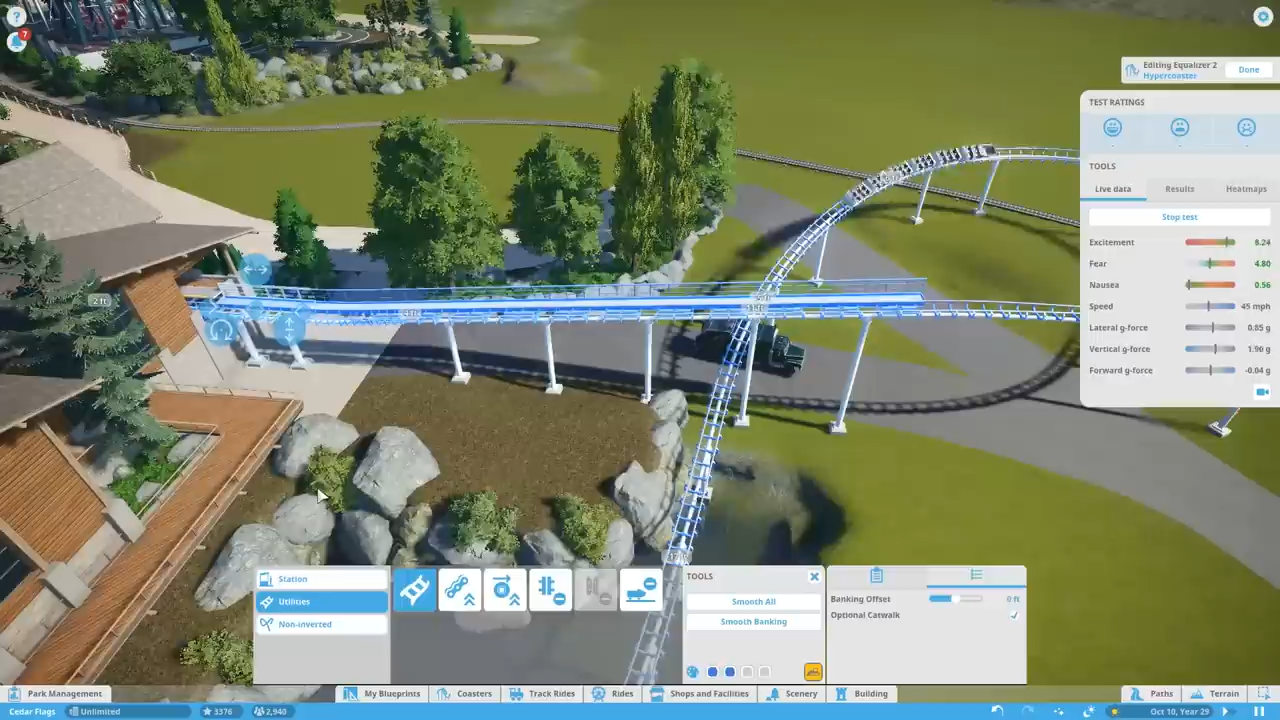 ?
7
Editing Equalizer 2
Hypercoaster
Done
TEST RATINGS
TOOLS
Live data
Results
Heatmaps
Stop test
Excitement 8.24
Fear 4.80
Nausea 0.56
Speed 45 mph
Lateral g-force 0.85 g
Vertical g-force 1.90 g
Forward g-force -0.04 g
2 ft
Station
Utilities
Non-inverted
TOOLS
Smooth All
Smooth Banking
Banking Offset 0 ft
Optional Catwalk
Park Management
My Blueprints
Coasters
Track Rides
Rides
Shops and Facilities
Scenery
Building
Paths
Terrain
Cedar Flags
Unlimited
3376
2,940
Oct 10, Year 29